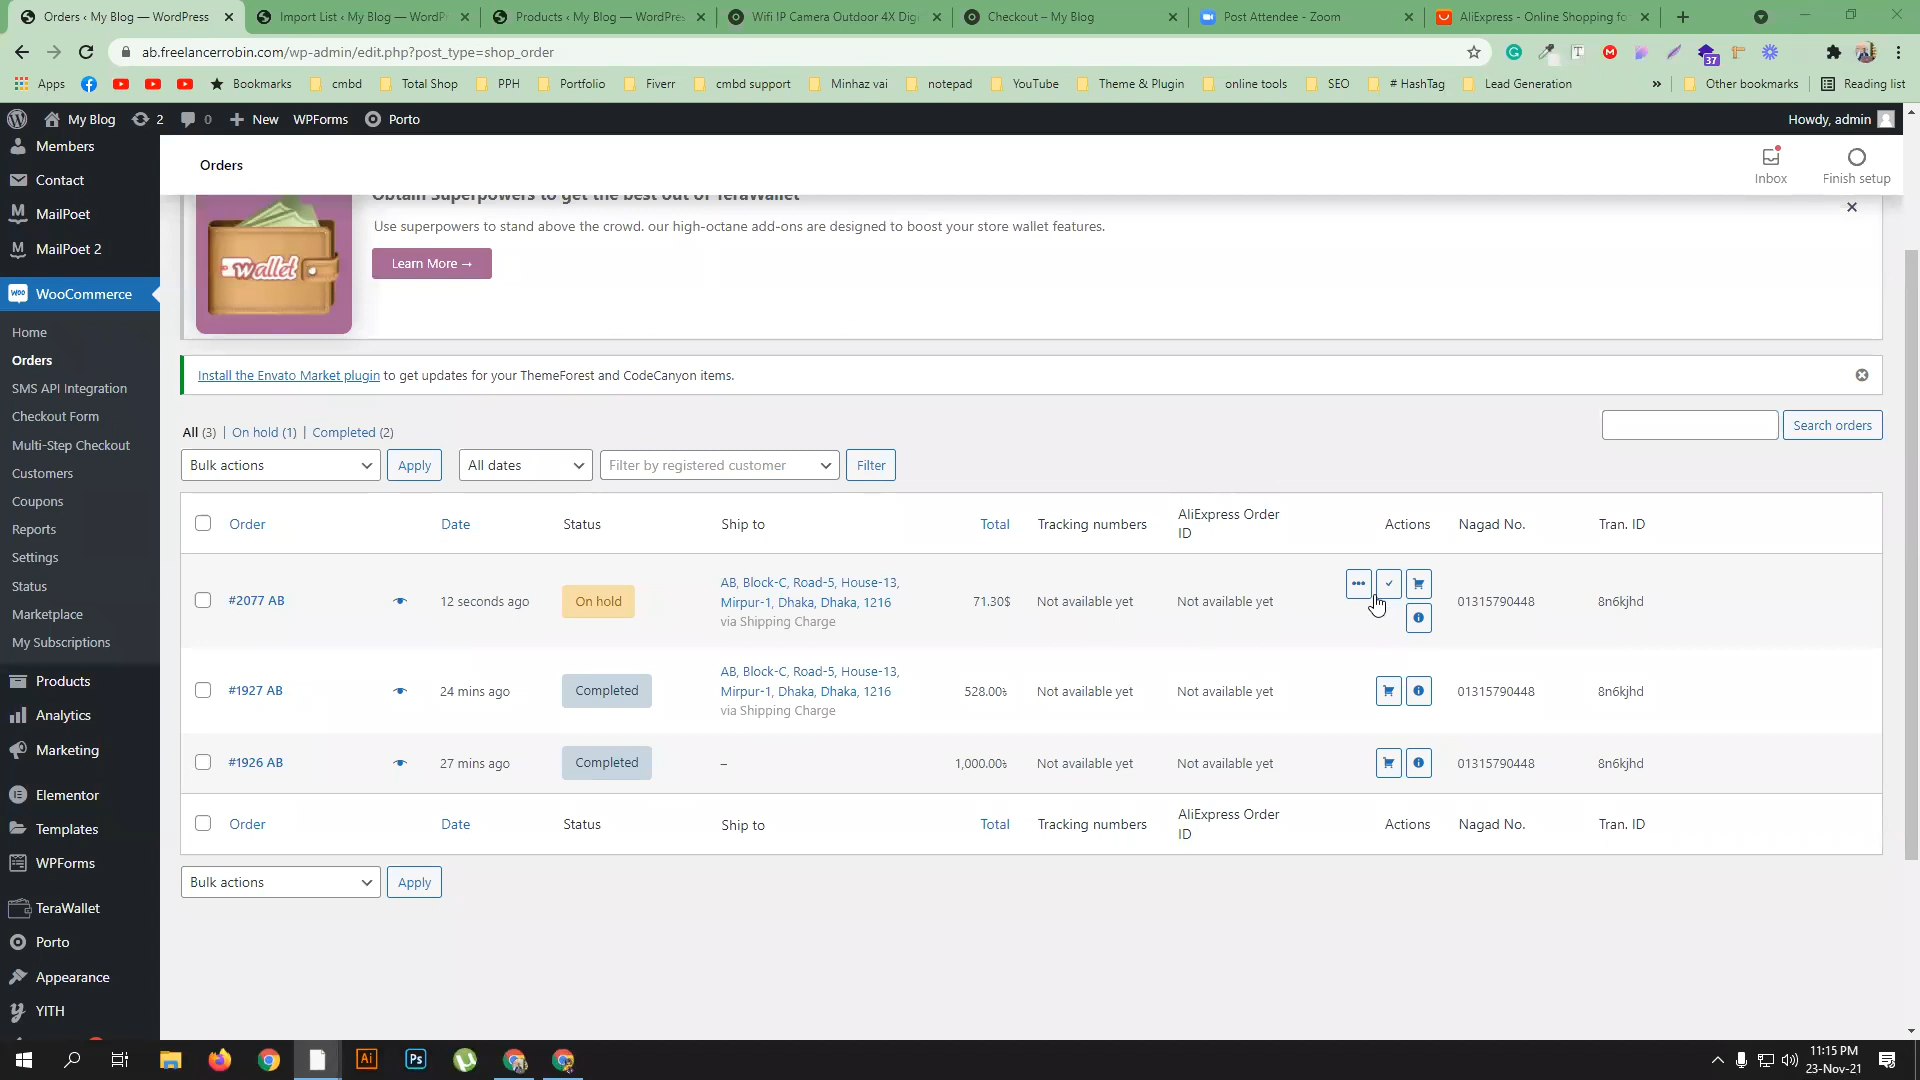 Orders ‹ My Blog — WordPress
Import List ‹ My Blog — WordPr
Products ‹ My Blog — WordPres
Wifi IP Camera Outdoor 4X Digi
Checkout – My Blog
Post Attendee - Zoom
AliExpress - Online Shopping fo
ab.freelancerrobin.com/wp-admin/edit.php?post_type=shop_order
37
Apps
Bookmarks
cmbd
Total Shop
PPH
Portfolio
Fiverr
cmbd support
Minhaz vai
notepad
YouTube
Theme & Plugin
online tools
SEO
# HashTag
Lead Generation
»
Other bookmarks
Reading list
My Blog
2
0
New
WPForms
Porto
Howdy, admin
Members
Contact
MailPoet
MailPoet 2
WooCommerce
Home
Orders
SMS API Integration
Checkout Form
Multi-Step Checkout
Customers
Coupons
Reports
Settings
Status
Marketplace
My Subscriptions
Products
Analytics
Marketing
Elementor
Templates
WPForms
TeraWallet
Porto
Appearance
YITH
Orders
Inbox
Finish setup
Obtain Superpowers to get the best out of TeraWallet
Use superpowers to stand above the crowd. our high-octane add-ons are designed to boost your store wallet features.
Learn More →
wallet
Install the Envato Market plugin to get updates for your ThemeForest and CodeCanyon items.
All (3) | On hold (1) | Completed (2)
Search orders
Bulk actions
Apply
All dates
Filter by registered customer
Filter
Order
Date
Status
Ship to
Total
Tracking numbers
AliExpress Order
ID
Actions
Nagad No.
Tran. ID
#2077 AB
12 seconds ago
On hold
AB, Block-C, Road-5, House-13,
Mirpur-1, Dhaka, Dhaka, 1216
via Shipping Charge
71.30$
Not available yet
Not available yet
01315790448
8n6kjhd
#1927 AB
24 mins ago
Completed
AB, Block-C, Road-5, House-13,
Mirpur-1, Dhaka, Dhaka, 1216
via Shipping Charge
528.00৳
Not available yet
Not available yet
01315790448
8n6kjhd
#1926 AB
27 mins ago
Completed
–
1,000.00৳
Not available yet
Not available yet
01315790448
8n6kjhd
Order
Date
Status
Ship to
Total
Tracking numbers
AliExpress Order
ID
Actions
Nagad No.
Tran. ID
Bulk actions
Apply
Ai
Ps
11:15 PM
23-Nov-21